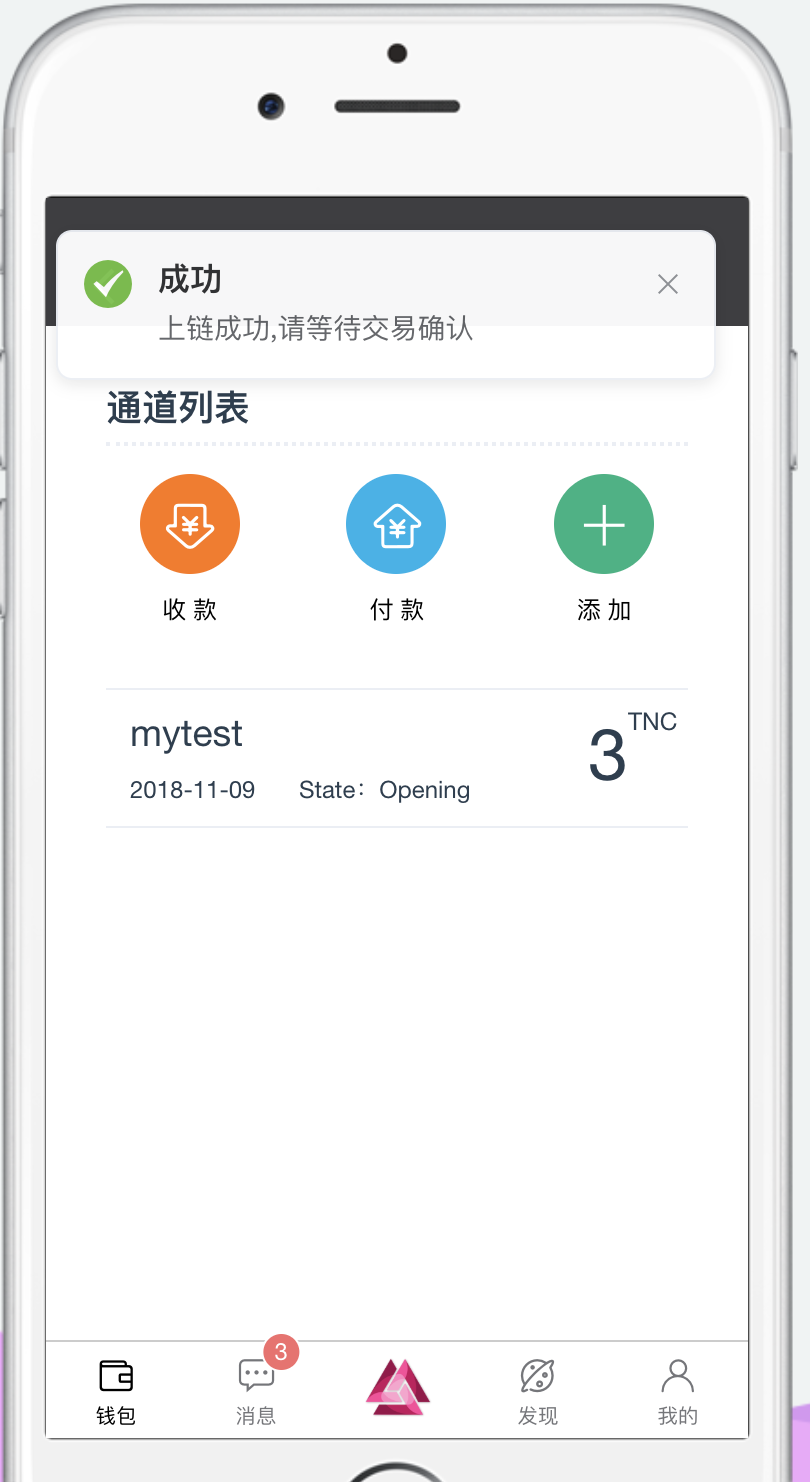 成功
上链成功,请等待交易确认
通道列表
收 款
付 款
添 加
mytest
3 TNC
2018-11-09 State：Opening
3
钱包
消息
发现
我的